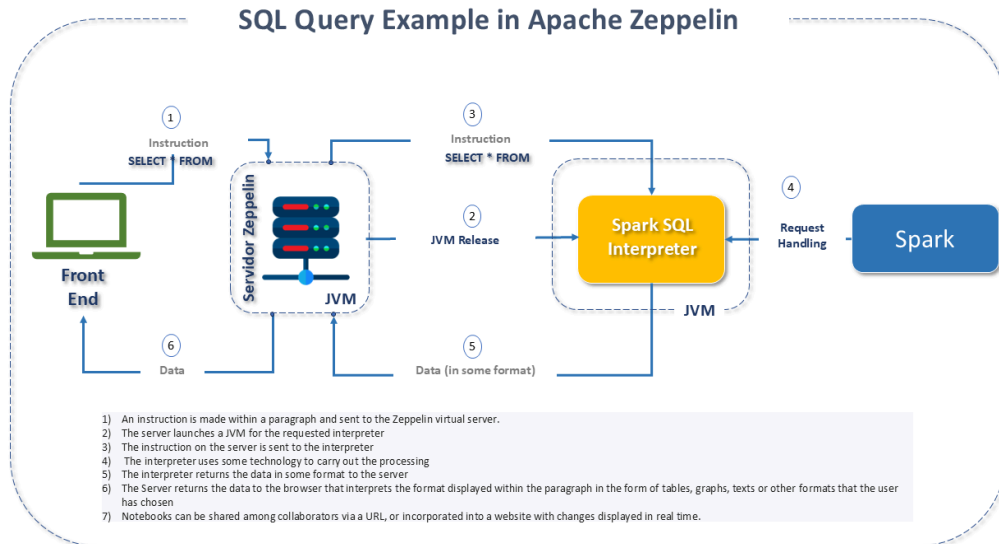 SQL Query Example in Apache Zeppelin
1
Instruction
SELECT * FROM
3
Instruction
SELECT * FROM
Servidor Zeppelin
JVM
2
JVM Release
Spark SQL
Interpreter
JVM
4
Request
Handling
Spark
Front
End
6
Data
5
Data (in some format)
1) An instruction is made within a paragraph and sent to the Zeppelin virtual server.
2) The server launches a JVM for the requested interpreter
3) The instruction on the server is sent to the interpreter
4) The interpreter uses some technology to carry out the processing
5) The interpreter returns the data in some format to the server
6) The Server returns the data to the browser that interprets the format displayed within the paragraph in the form of tables, graphs, texts or other formats that the user
has chosen
7) Notebooks can be shared among collaborators via a URL, or incorporated into a website with changes displayed in real time.